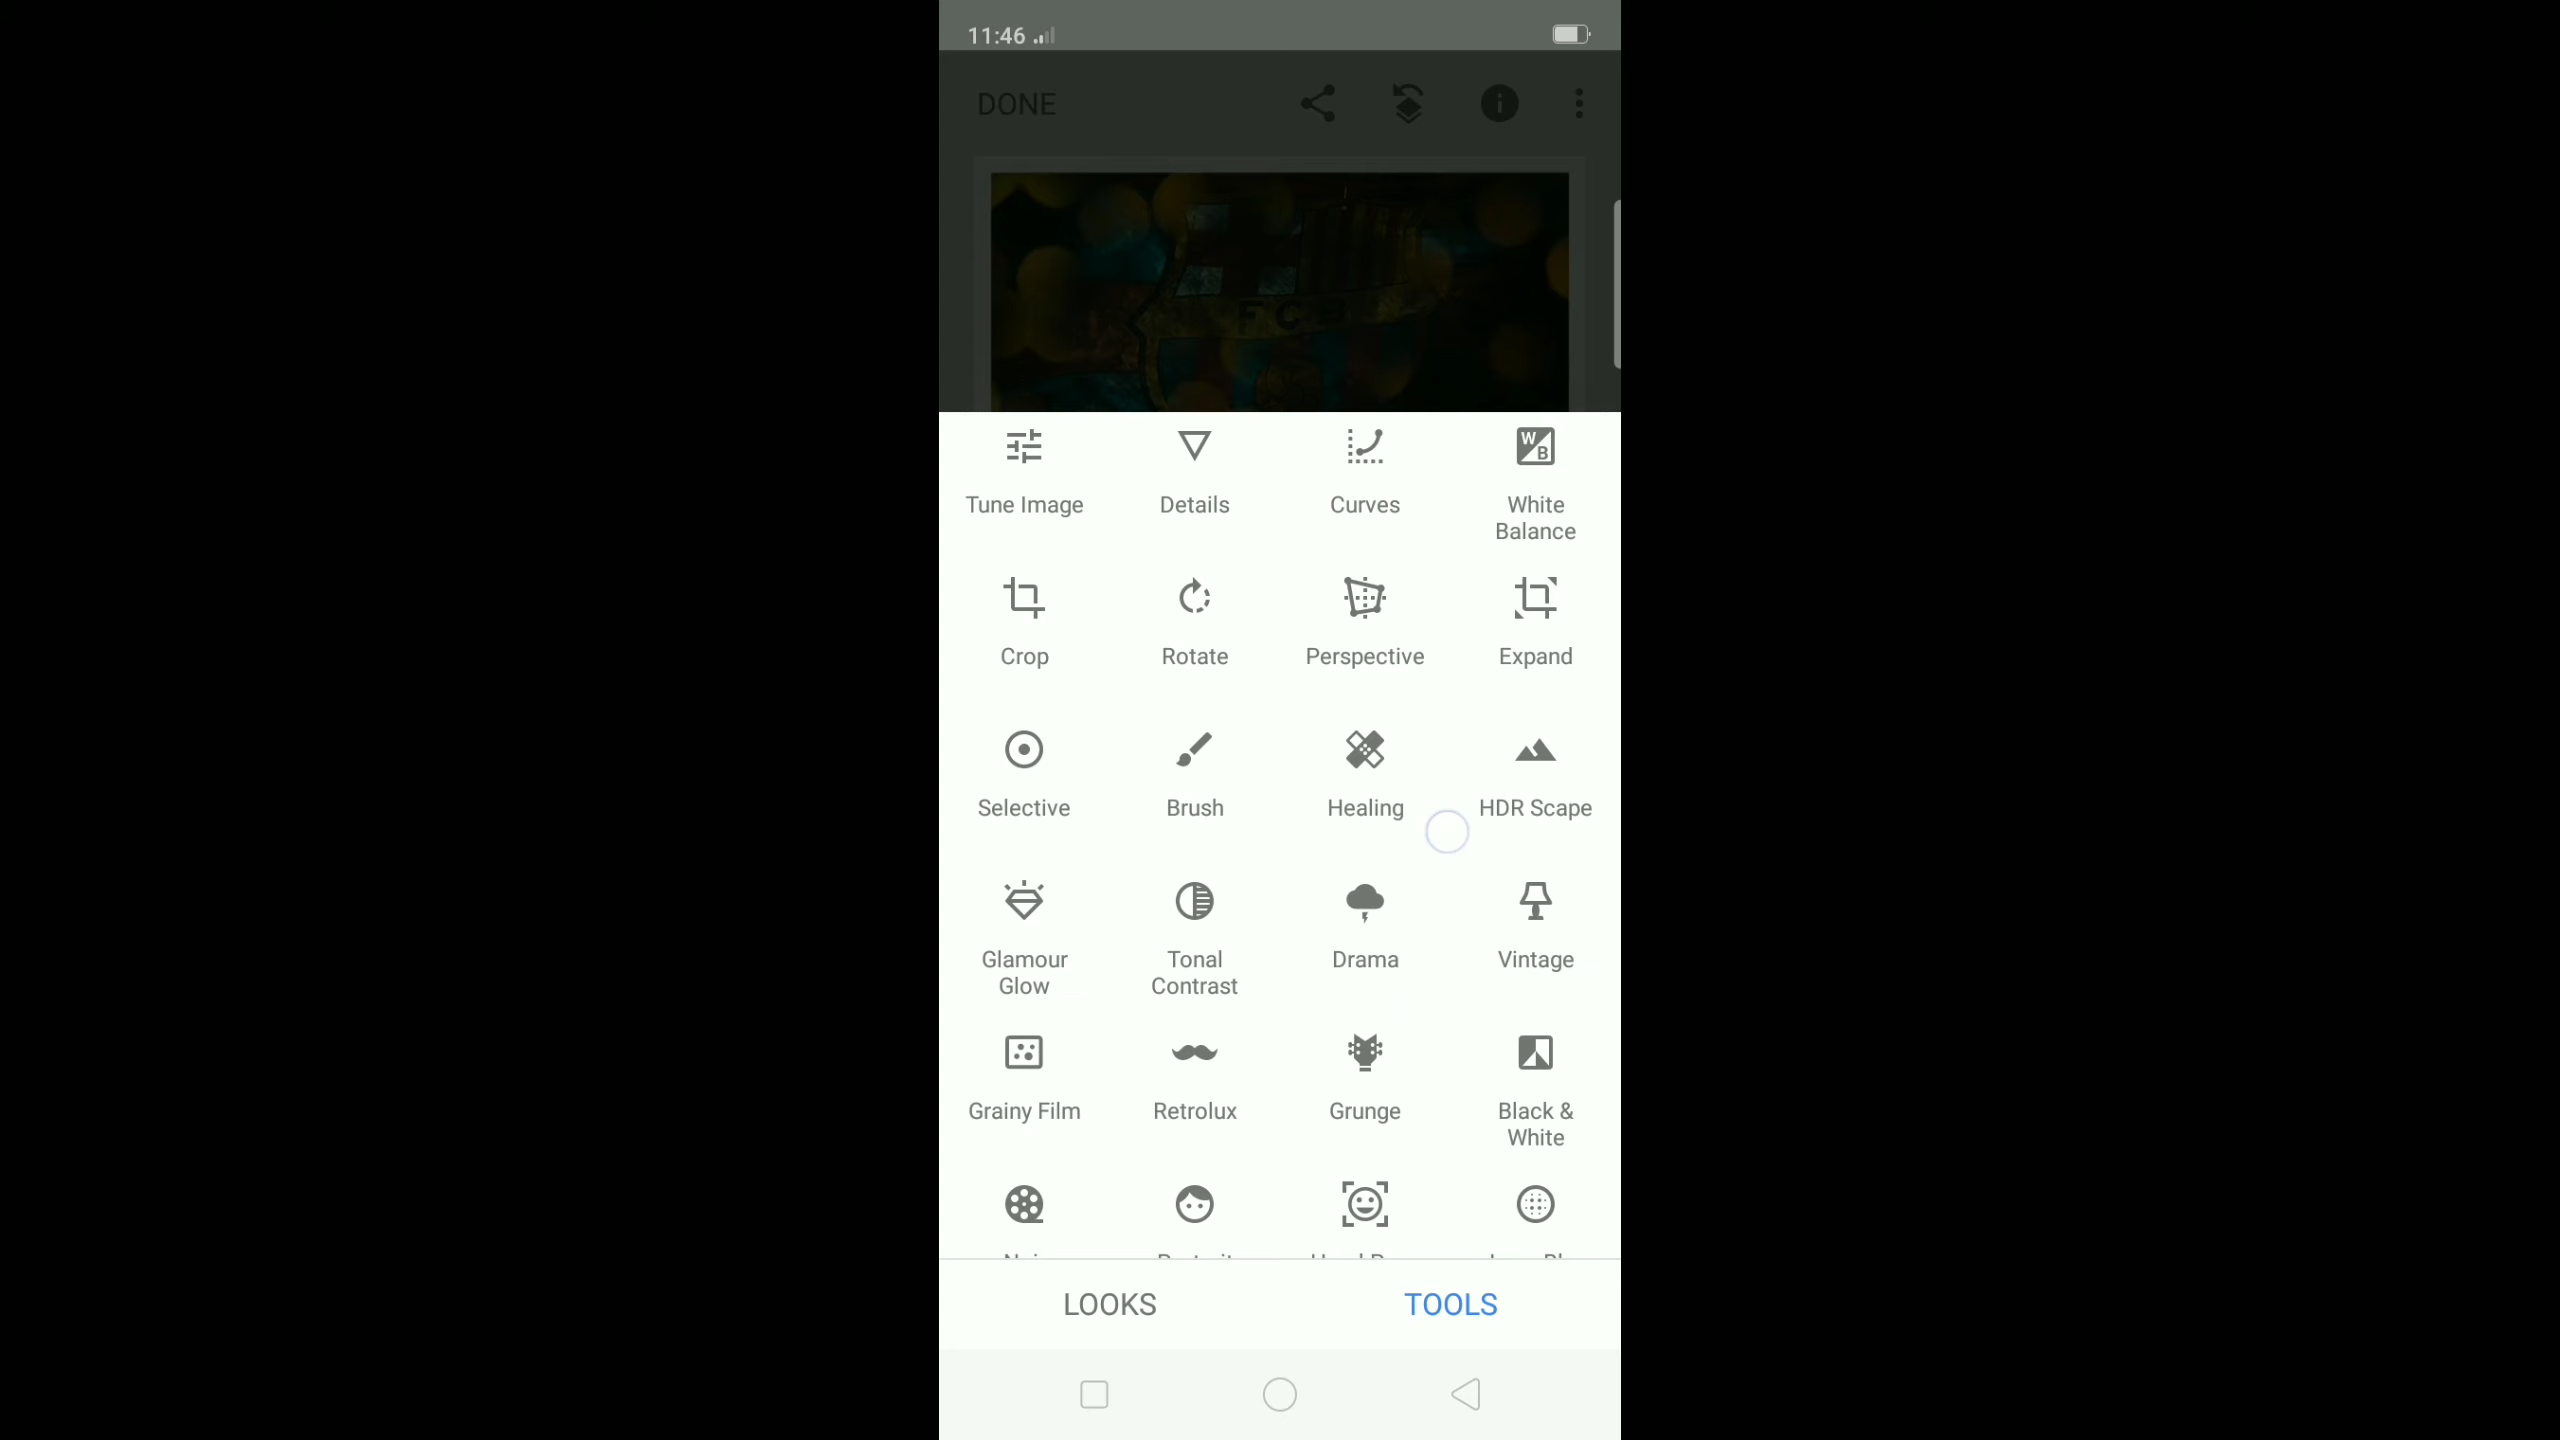 11:46
DONE
FCB
Tune Image
Details
Curves
White
Balance
Crop
Rotate
Perspective
Expand
Selective
Brush
Healing
HDR Scape
Glamour
Glow
Tonal
Contrast
Drama
Vintage
Grainy Film
Retrolux
Grunge
Black &
White
LOOKS
TOOLS